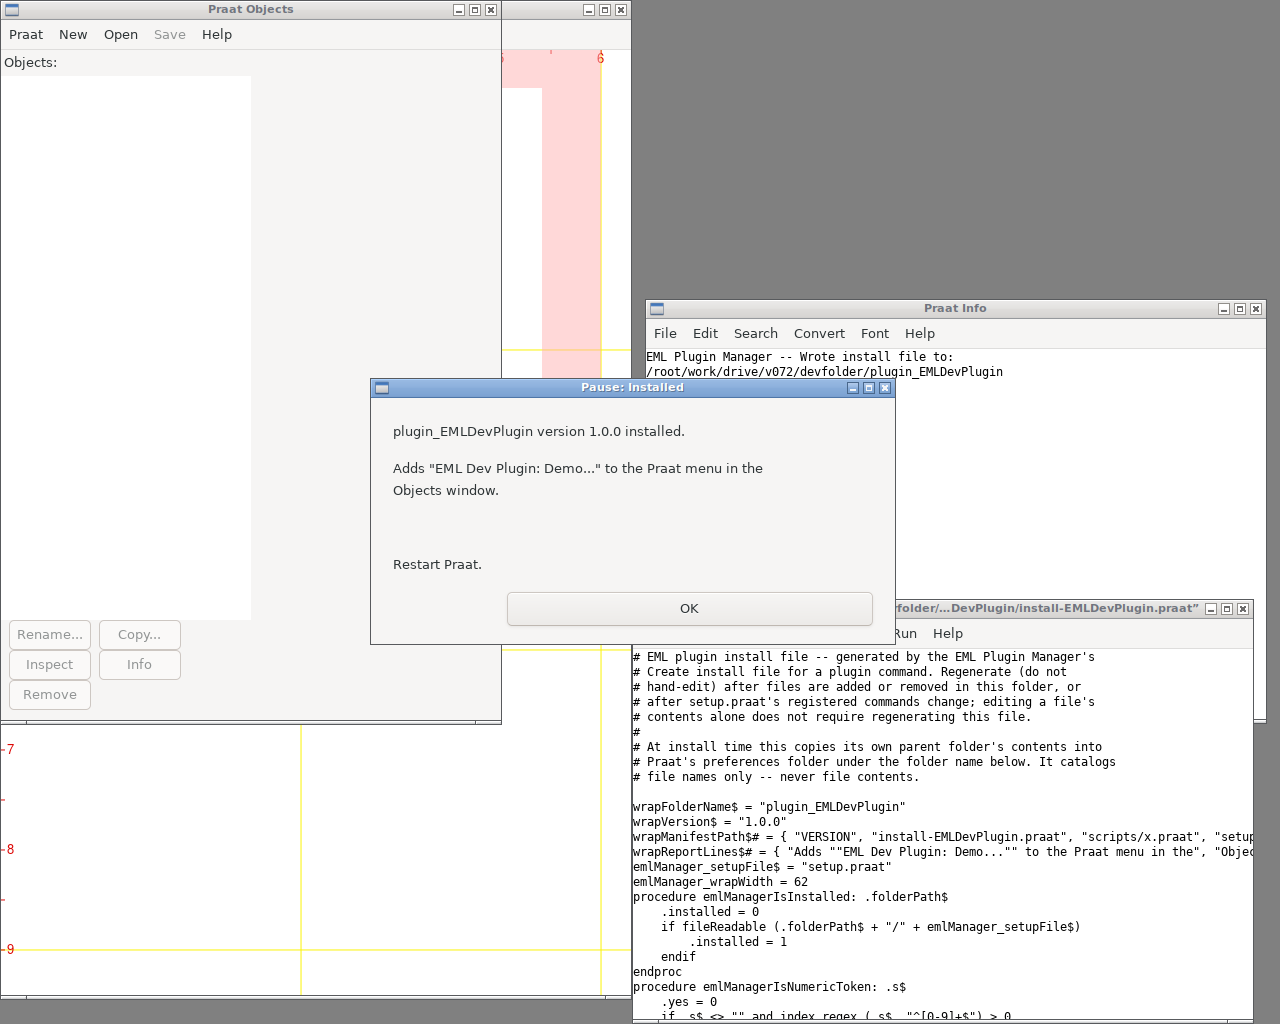 Praat Objects
Praat New Open Save Help
Objects:
Rename... Copy...
Inspect Info
Remove
6
7
8
9
Praat Info
File Edit Search Convert Font Help
EML Plugin Manager -- Wrote install file to:
/root/work/drive/v072/devfolder/plugin_EMLDevPlugin
Pause: Installed
plugin_EMLDevPlugin version 1.0.0 installed.
Adds "EML Dev Plugin: Demo..." to the Praat menu in the
Objects window.
Restart Praat.
OK
folder/…DevPlugin/install-EMLDevPlugin.praat”
Run Help
# EML plugin install file -- generated by the EML Plugin Manager's
# Create install file for a plugin command. Regenerate (do not
# hand-edit) after files are added or removed in this folder, or
# after setup.praat's registered commands change; editing a file's
# contents alone does not require regenerating this file.
#
# At install time this copies its own parent folder's contents into
# Praat's preferences folder under the folder name below. It catalogs
# file names only -- never file contents.
wrapFolderName$ = "plugin_EMLDevPlugin"
wrapVersion$ = "1.0.0"
wrapManifestPath$# = { "VERSION", "install-EMLDevPlugin.praat", "scripts/x.praat", "setup
wrapReportLines$# = { "Adds ""EML Dev Plugin: Demo..."" to the Praat menu in the", "Objec
emlManager_setupFile$ = "setup.praat"
emlManager_wrapWidth = 62
procedure emlManagerIsInstalled: .folderPath$
.installed = 0
if fileReadable (.folderPath$ + "/" + emlManager_setupFile$)
.installed = 1
endif
endproc
procedure emlManagerIsNumericToken: .s$
.yes = 0
if .s$ <> "" and index_regex (.s$, "^[0-9]+$") > 0